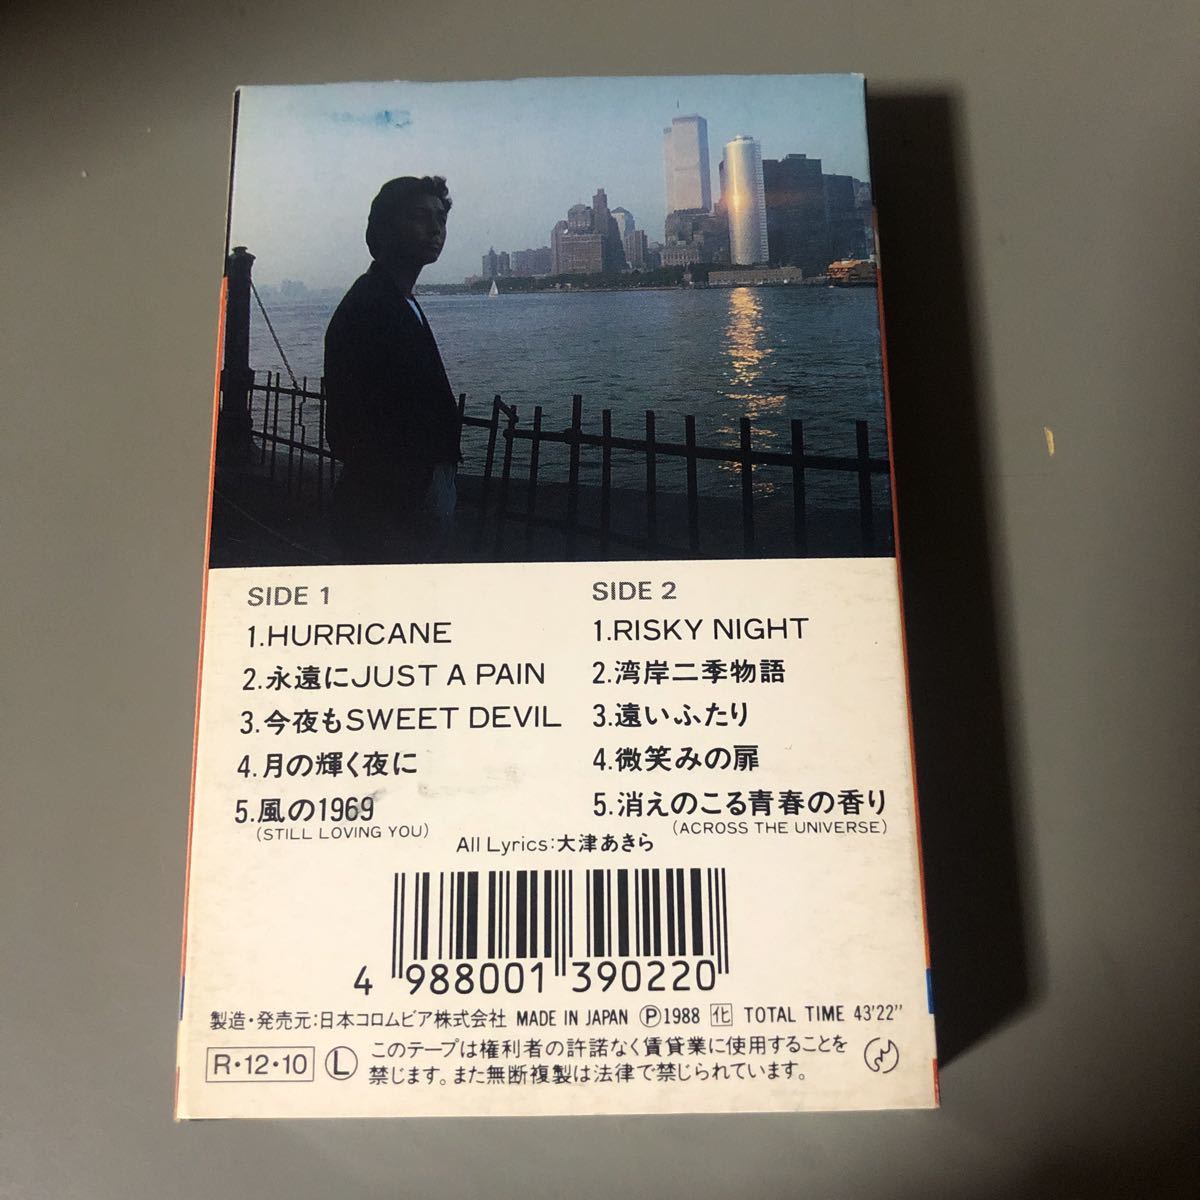 SIDE 1
1.HURRICANE
2.永遠にJUST A PAIN
3.今夜もSWEET DEVIL
4.月の輝く夜に
5.風の1969
(STILL LOVING YOU)
SIDE 2
1.RISKY NIGHT
2.湾岸二季物語
3.遠いふたり
4.微笑みの扉
5.消えのこる青春の香り
(ACROSS THE UNIVERSE)
All Lyrics:大津あきら
4 988001 390220
製造・発売元:日本コロムビア株式会社 MADE IN JAPAN Ⓟ1988 化 TOTAL TIME 43'22"
R・12・10 Ⓛ このテープは権利者の許諾なく賃貸業に使用することを
禁じます。また無断複製は法律で禁じられています。